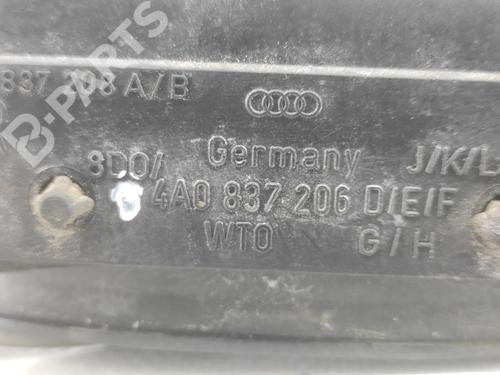 B-PARTS
837 208 A/B
Germany J/K/L
8D0/
4A0 837 206 D/E/F
WTO G/H